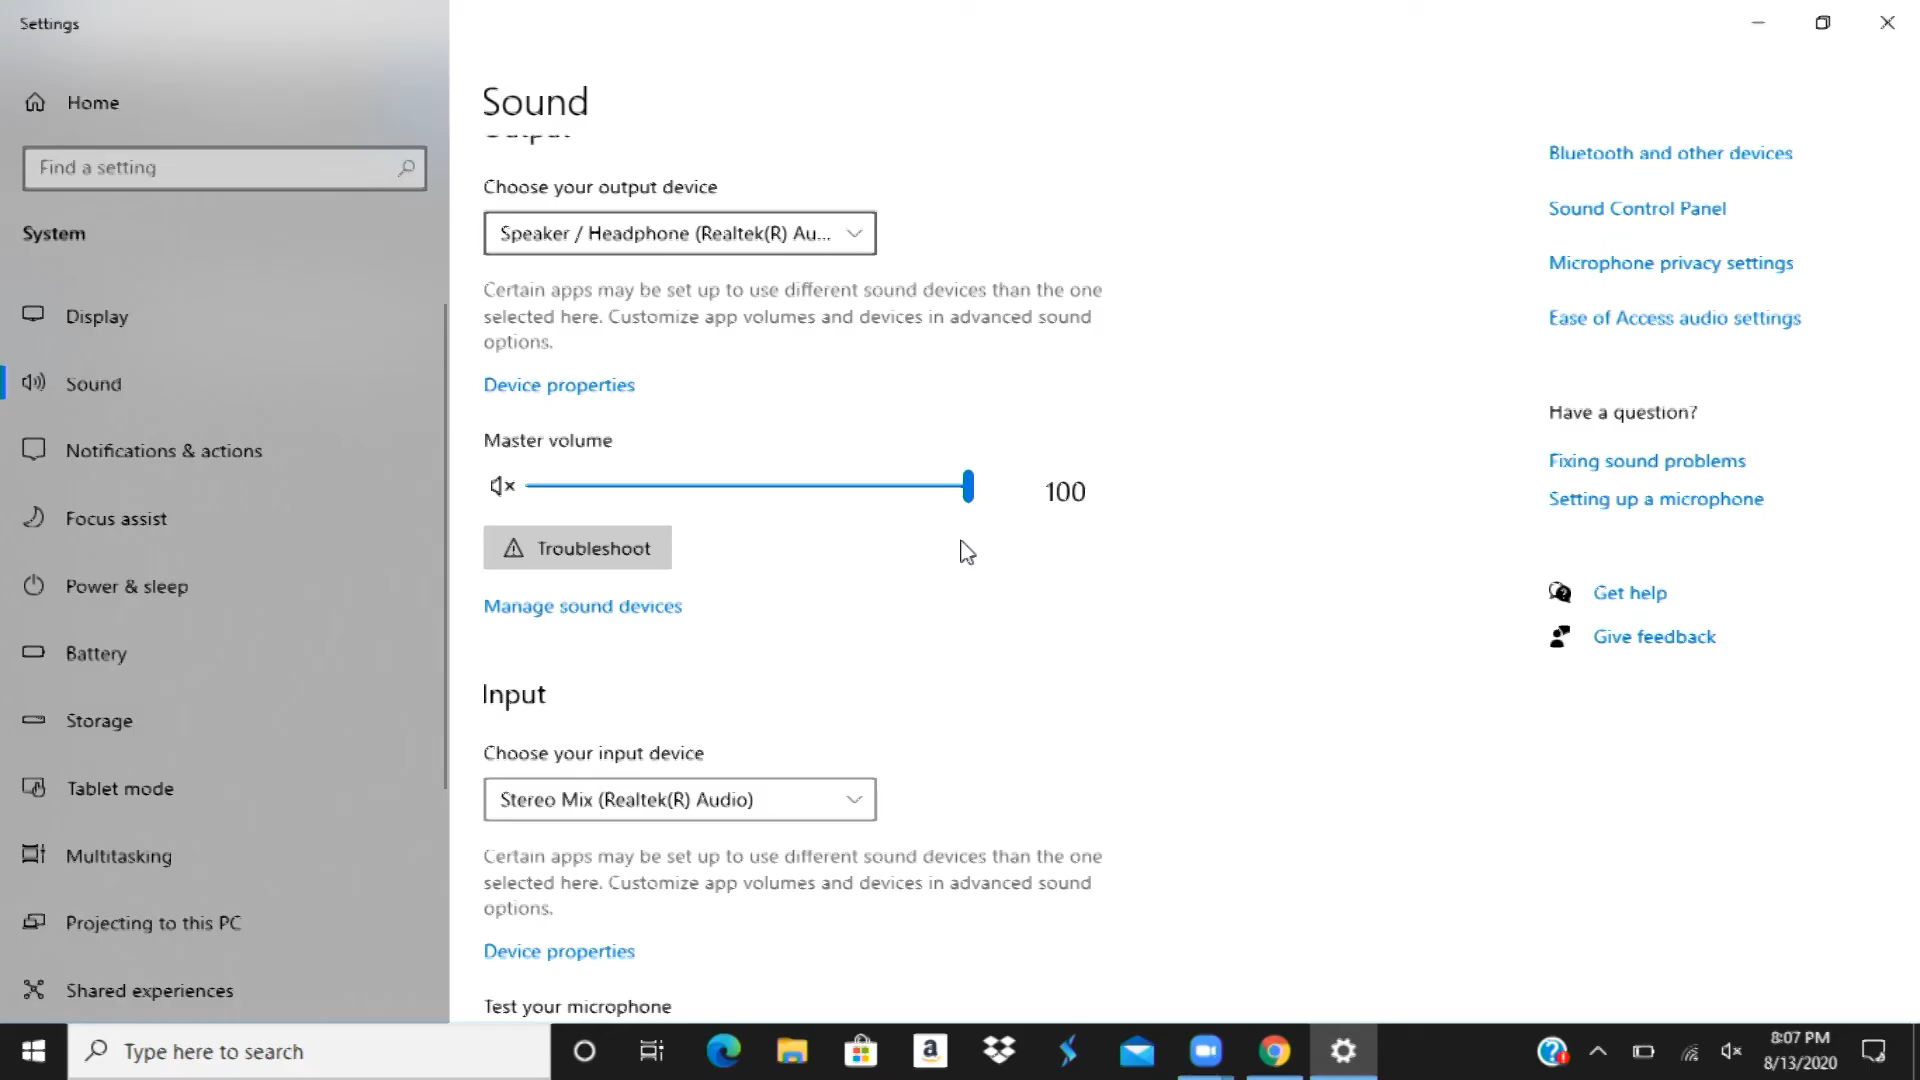 Settings
Home
Find a setting
System
Display
Sound
Notifications & actions
Focus assist
Power & sleep
Battery
Storage
Tablet mode
Multitasking
Projecting to this PC
Shared experiences
Sound
Output
Choose your output device
Speaker / Headphone (Realtek(R) Au...
Certain apps may be set up to use different sound devices than the one
selected here. Customize app volumes and devices in advanced sound
options.
Device properties
Master volume
100
Troubleshoot
Manage sound devices
Input
Choose your input device
Stereo Mix (Realtek(R) Audio)
Certain apps may be set up to use different sound devices than the one
selected here. Customize app volumes and devices in advanced sound
options.
Device properties
Test your microphone
Bluetooth and other devices
Sound Control Panel
Microphone privacy settings
Ease of Access audio settings
Have a question?
Fixing sound problems
Setting up a microphone
Get help
Give feedback
Type here to search
8:07 PM
8/13/2020